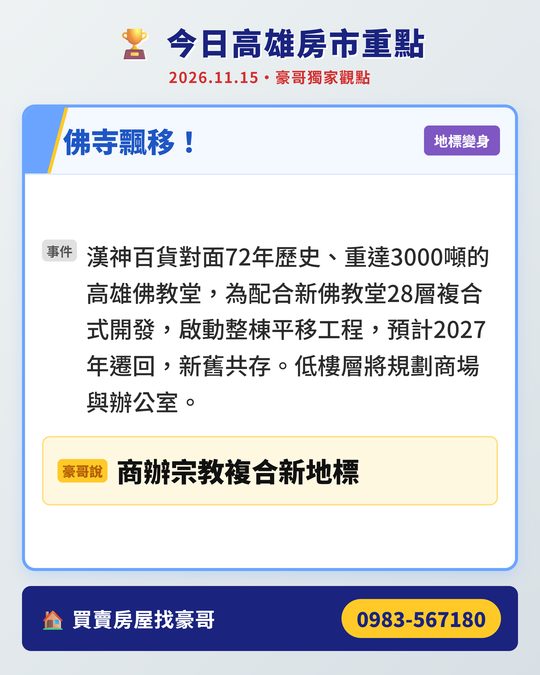 今日高雄房市重點
2026.11.15・豪哥獨家觀點
佛寺飄移！
地標變身
事件
漢神百貨對面72年歷史、重達3000噸的
高雄佛教堂，為配合新佛教堂28層複合
式開發，啟動整棟平移工程，預計2027
年遷回，新舊共存。低樓層將規劃商場
與辦公室。
豪哥說
商辦宗教複合新地標
買賣房屋找豪哥
0983-567180